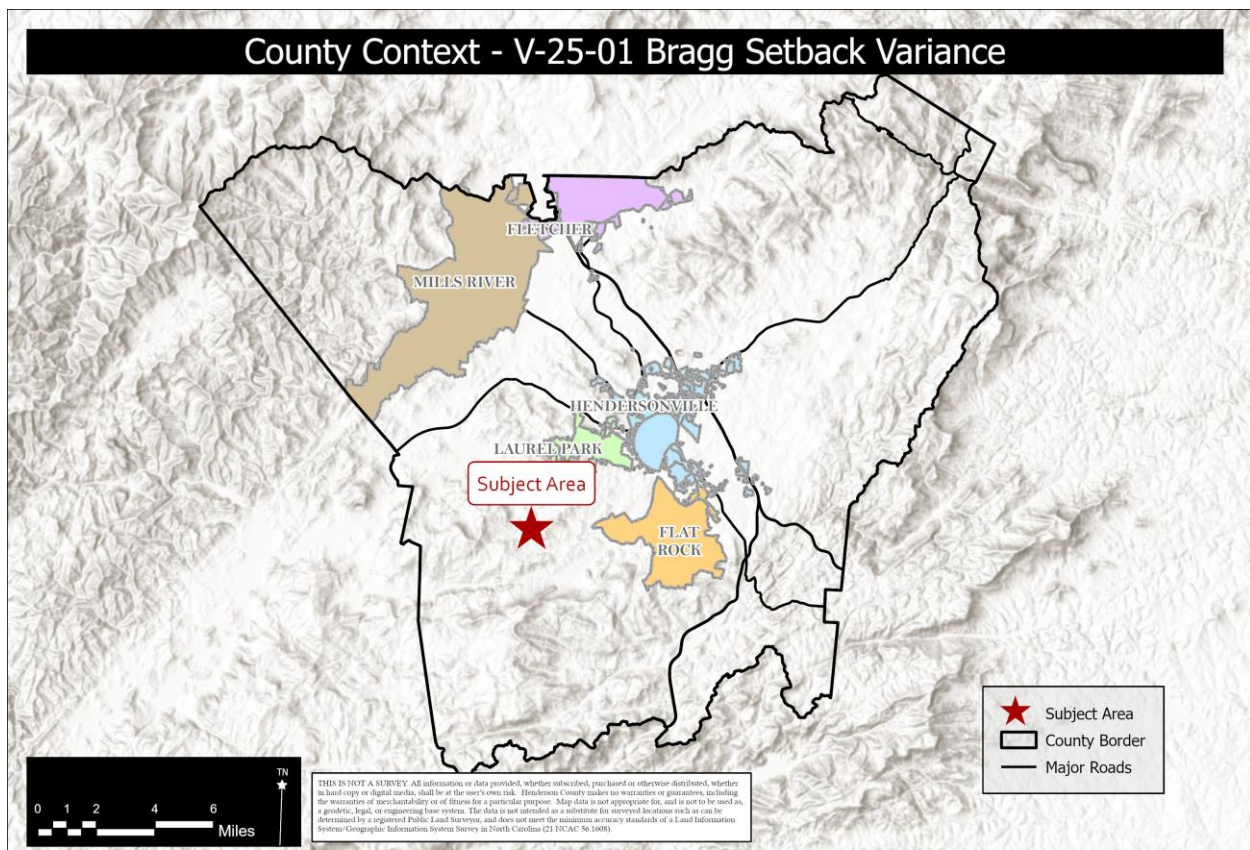 County Context - V-25-01 Bragg Setback Variance
FLETCHER
MILLS RIVER
HENDERSONVILLE
LAUREL PARK
Subject Area
FLAT
ROCK
Subject Area
County Border
Major Roads
TN
0 1 2 4 6
Miles
THIS IS NOT A SURVEY. All information or data provided, whether subscribed, purchased or otherwise distributed, whether
in hard copy or digital media, shall be at the user's own risk. Henderson County makes no warranties or guarantees, including
the warranties of merchantability or of fitness for a particular purpose. Map data is not appropriate for, and is not to be used as,
a geodetic, legal, or engineering base system. The data is not intended as a substitute for surveyed locations such as can be
determined by a registered Public Land Surveyor, and does not meet the minimum accuracy standards of a Land Information
System/Geographic Information System Survey in North Carolina (21 NCAC 56.1608).